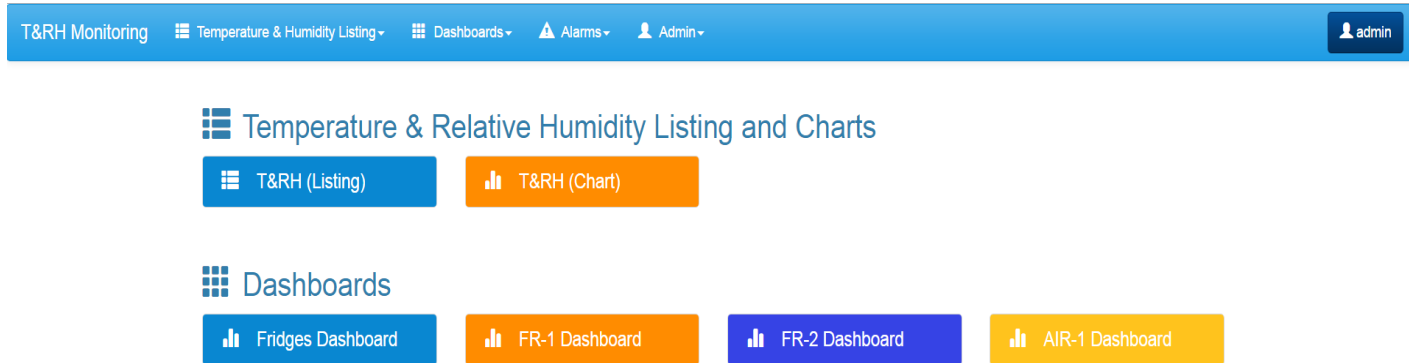 T&RH Monitoring Temperature & Humidity Listing Dashboards Alarms Admin admin
Temperature & Relative Humidity Listing and Charts
T&RH (Listing) T&RH (Chart)
Dashboards
Fridges Dashboard FR-1 Dashboard FR-2 Dashboard AIR-1 Dashboard